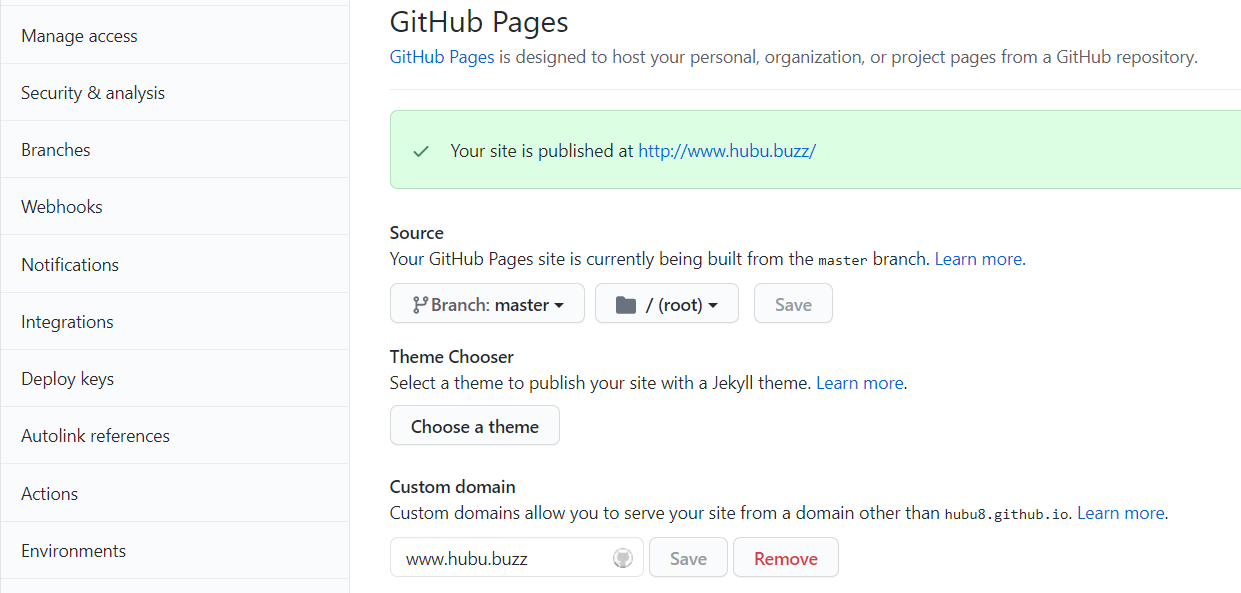 Manage access
Security & analysis
Branches
Webhooks
Notifications
Integrations
Deploy keys
Autolink references
Actions
Environments
GitHub Pages
GitHub Pages is designed to host your personal, organization, or project pages from a GitHub repository.
Your site is published at http://www.hubu.buzz/
Source
Your GitHub Pages site is currently being built from the master branch. Learn more.
Branch: master / (root) Save
Theme Chooser
Select a theme to publish your site with a Jekyll theme. Learn more.
Choose a theme
Custom domain
Custom domains allow you to serve your site from a domain other than hubu8.github.io. Learn more.
www.hubu.buzz Save Remove